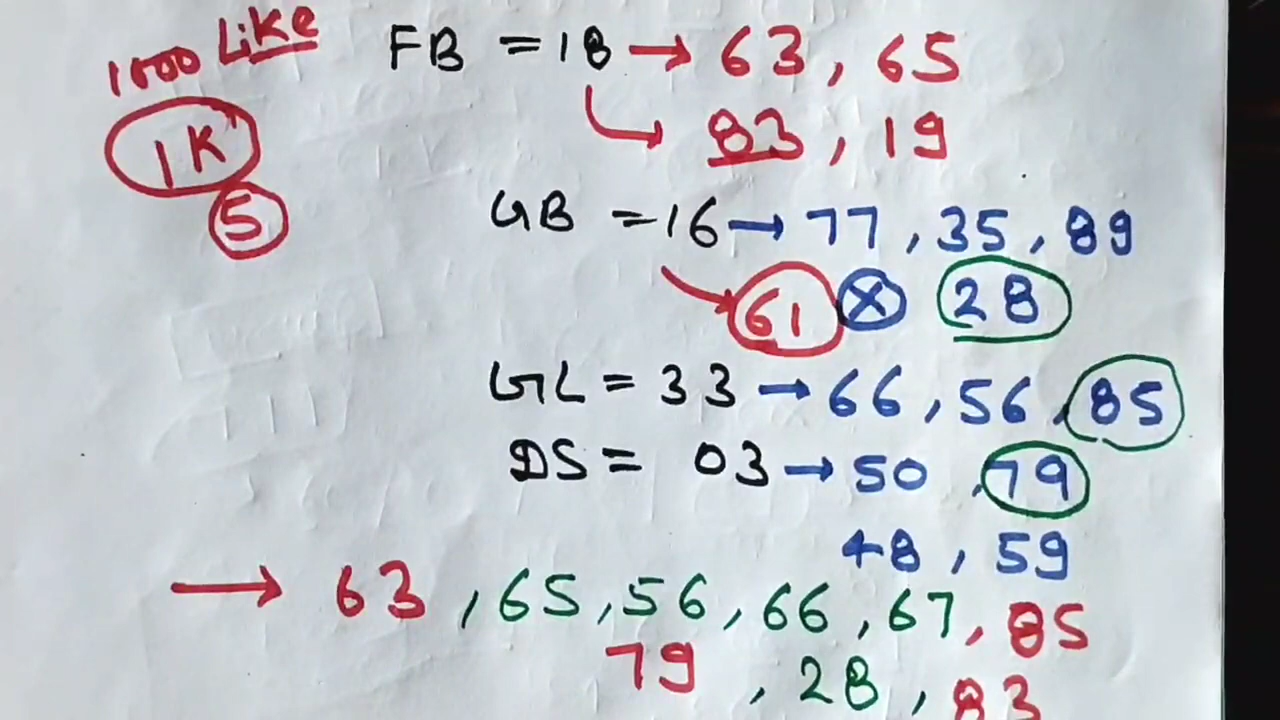 1000 Like
1K
5
FB = 18 → 63, 65
83, 19
GB = 16 → 77, 35, 89
61 X 28
GL = 33 → 66, 56, 85
DS = 03 → 50, 79
48, 59
→ 63, 65, 56, 66, 67, 85
79, 28, 83